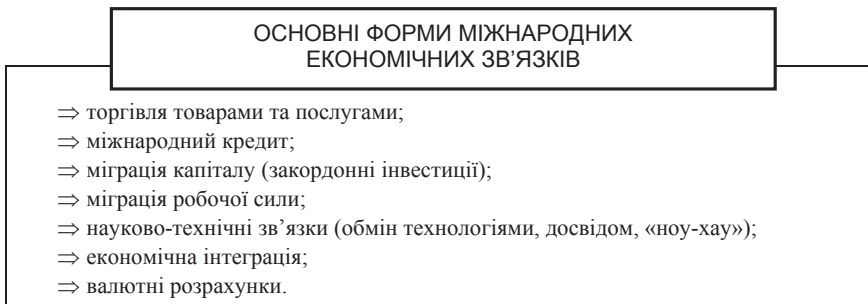 ОСНОВНІ ФОРМИ МІЖНАРОДНИХ
ЕКОНОМІЧНИХ ЗВ’ЯЗКІВ
⇒ торгівля товарами та послугами;
⇒ міжнародний кредит;
⇒ міграція капіталу (закордонні інвестиції);
⇒ міграція робочої сили;
⇒ науково-технічні зв’язки (обмін технологіями, досвідом, «ноу-хау»);
⇒ економічна інтеграція;
⇒ валютні розрахунки.